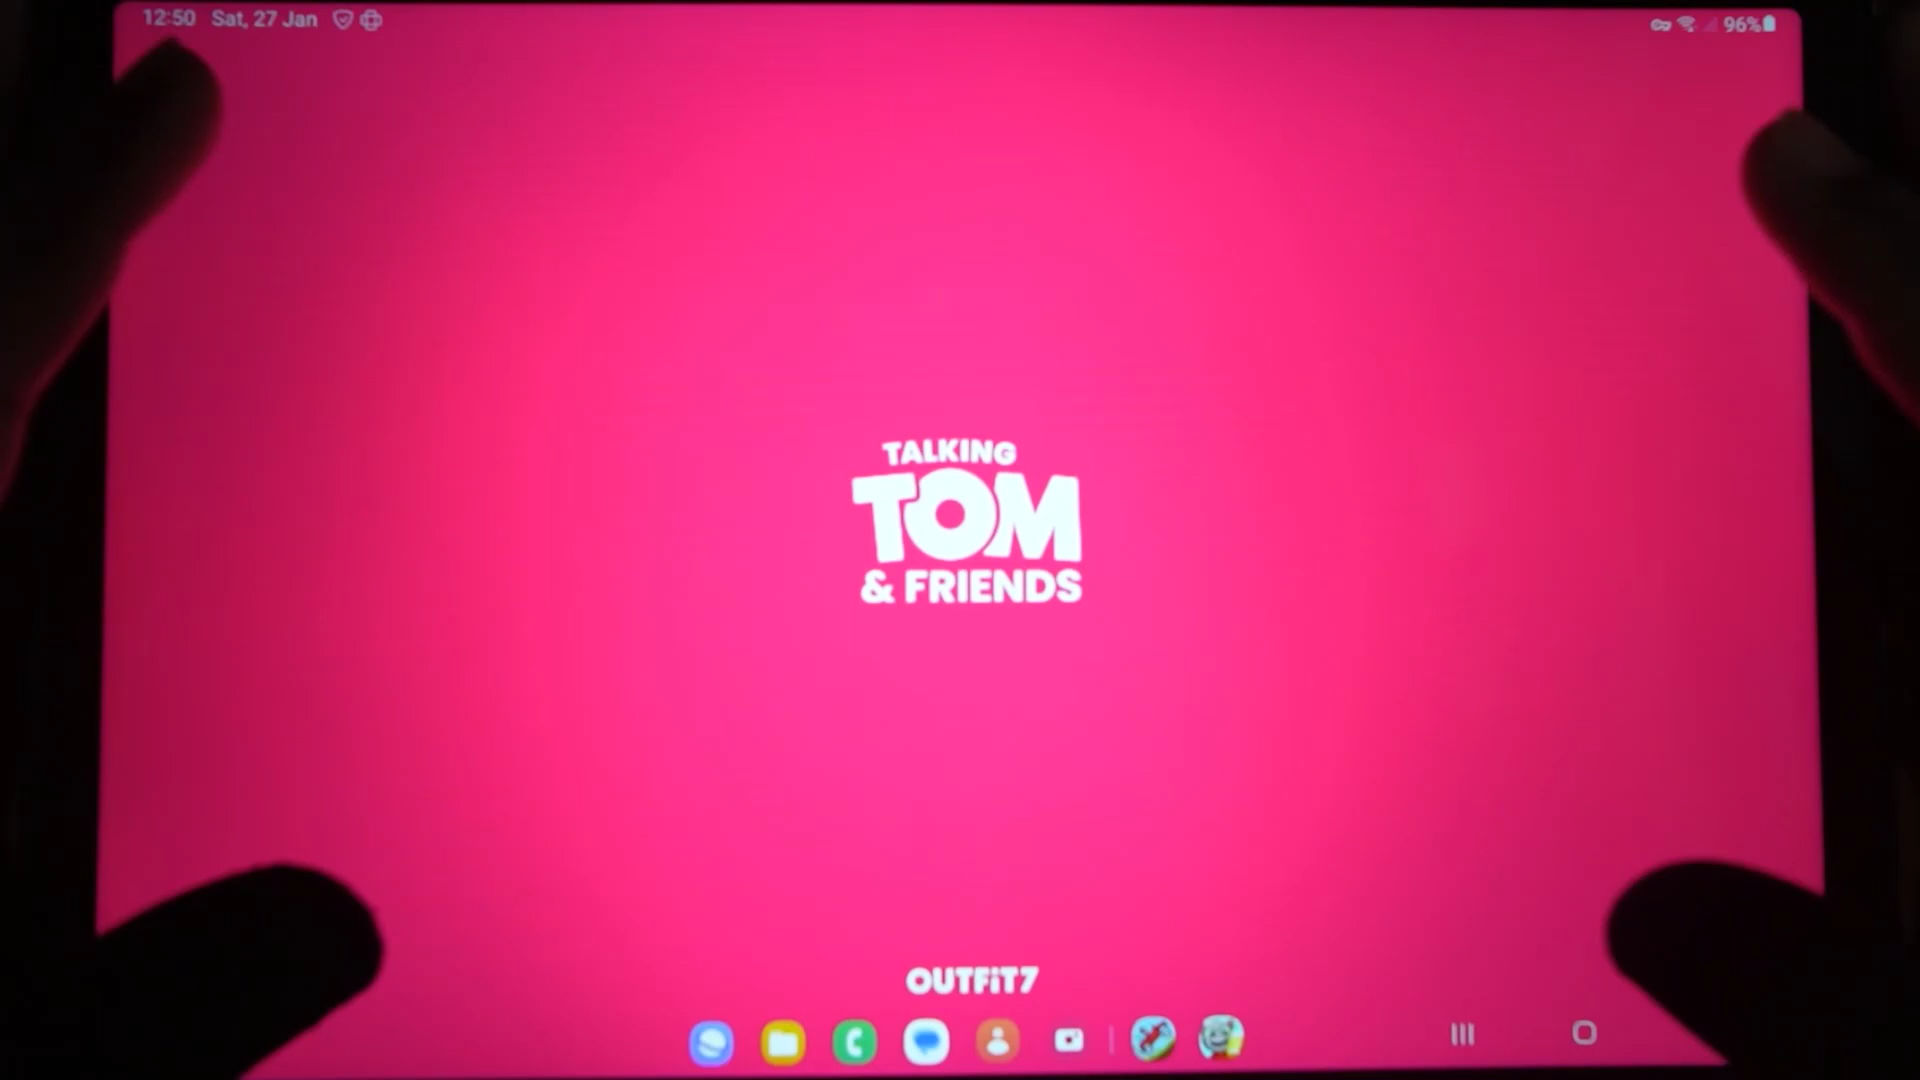 12:50 Sat, 27 Jan
96%
TALKING
TOM
& FRIENDS
OUTFiT7